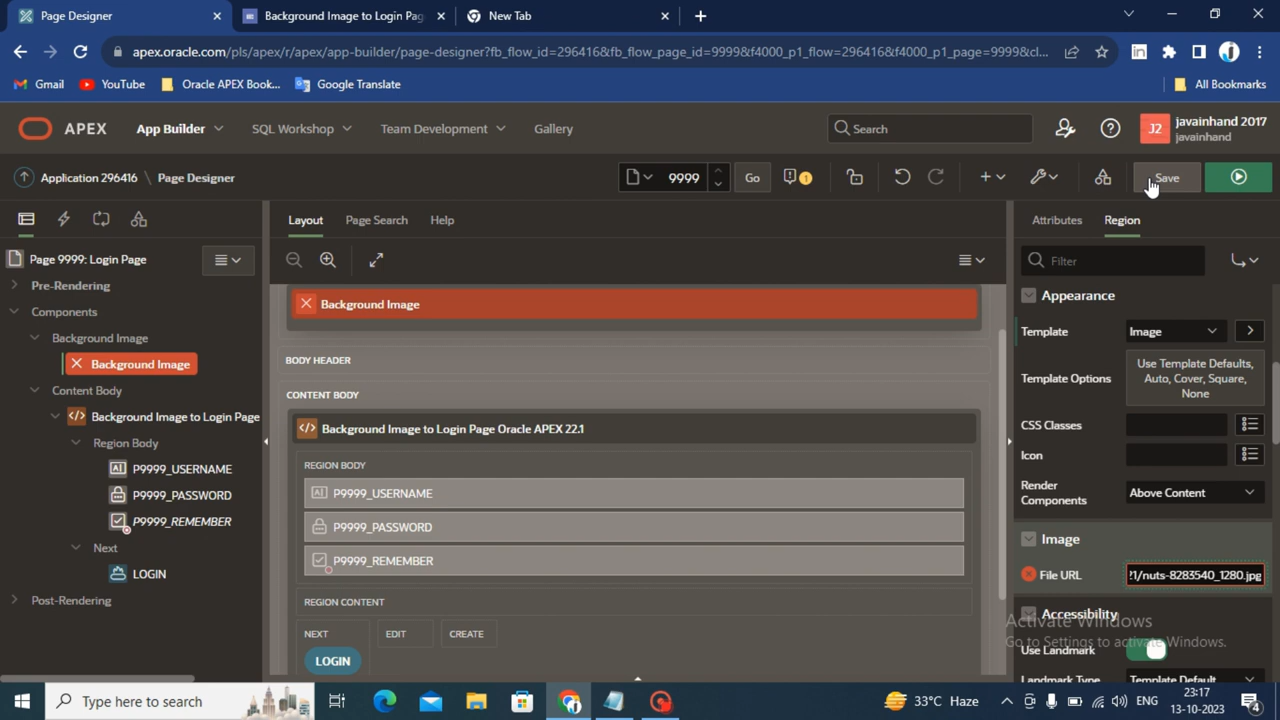 Page Designer
Background Image to Login Pag
New Tab
apex.oracle.com/pls/apex/r/apex/app-builder/page-designer?fb_flow_id=296416&fb_flow_page_id=9999&f4000_p1_flow=296416&f4000_p1_page=9999&cl...
Gmail
YouTube
Oracle APEX Book...
Google Translate
All Bookmarks
APEX
App Builder
SQL Workshop
Team Development
Gallery
Search
J2
javainhand 2017
javainhand
Application 296416 \ Page Designer
9999
Go
1
Save
Layout
Page Search
Help
Attributes
Region
Page 9999: Login Page
Pre-Rendering
Components
Background Image
Background Image
Content Body
Background Image to Login Page
Region Body
P9999_USERNAME
P9999_PASSWORD
P9999_REMEMBER
Next
LOGIN
Post-Rendering
Background Image
BODY HEADER
CONTENT BODY
Background Image to Login Page Oracle APEX 22.1
REGION BODY
P9999_USERNAME
P9999_PASSWORD
P9999_REMEMBER
REGION CONTENT
NEXT
EDIT
CREATE
LOGIN
Filter
Appearance
Template
Image
Template Options
Use Template Defaults,
Auto, Cover, Square,
None
CSS Classes
Icon
Render
Components
Above Content
Image
File URL
1/nuts-8283540_1280.jpg
Accessibility
Activate Windows
Go to Settings to activate Windows.
Use Landmark
Landmark Type
Template Default
Type here to search
33°C Haze
ENG
23:17
13-10-2023
4